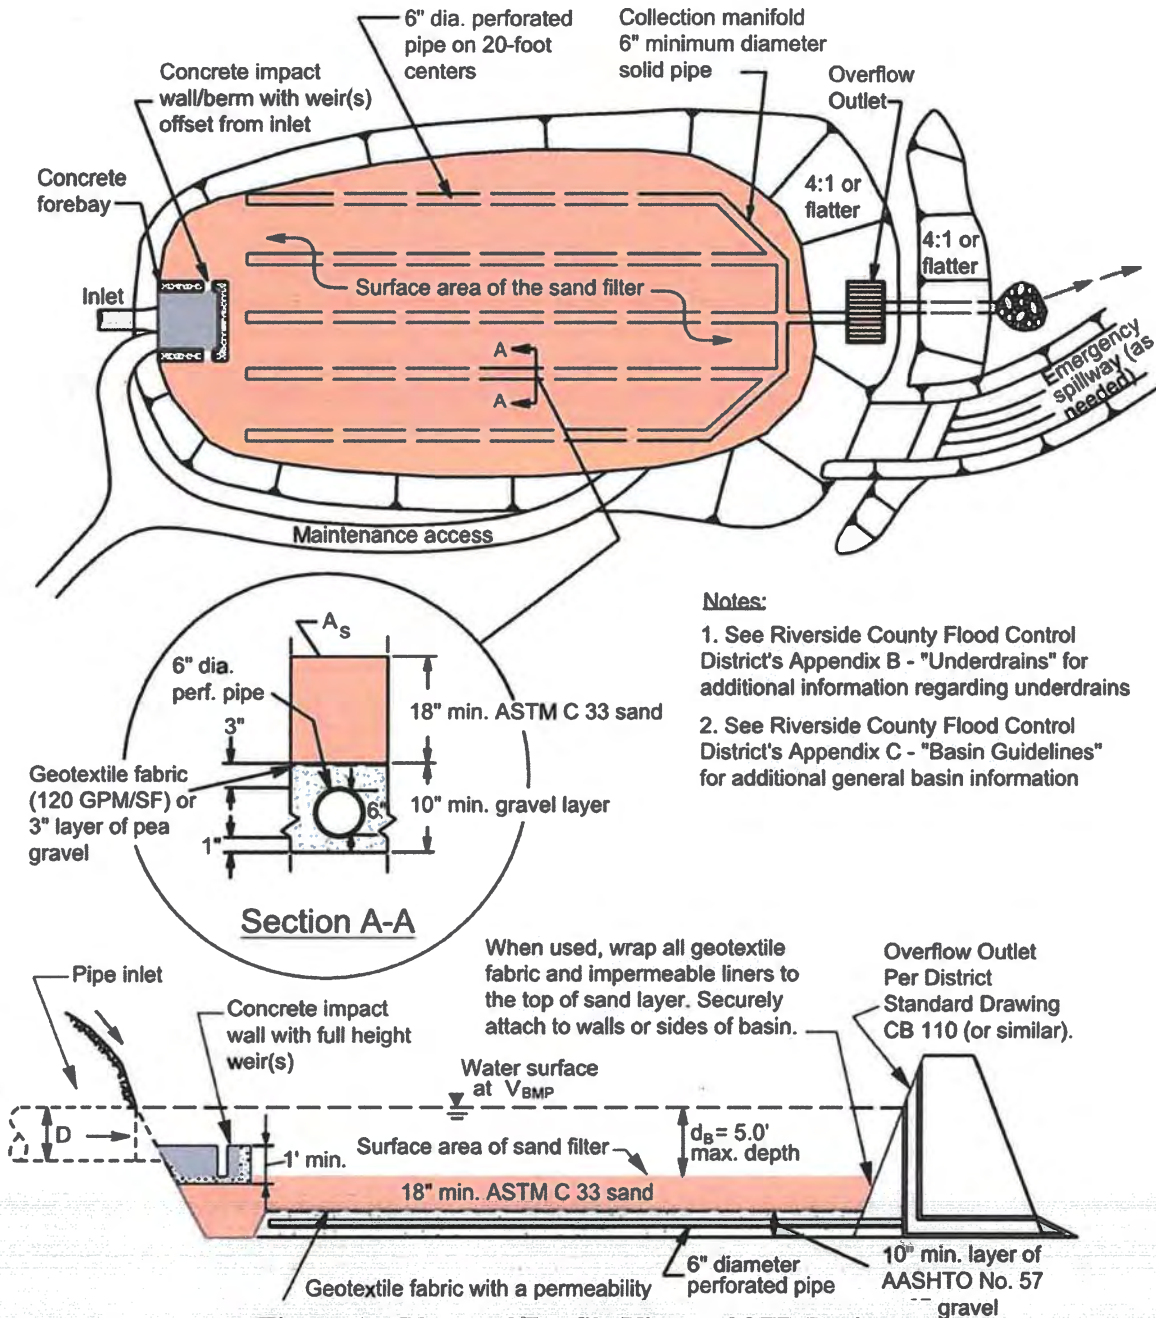 6" dia. perforated
pipe on 20-foot
centers
Collection manifold
6" minimum diameter
solid pipe
Concrete impact
wall/berm with weir(s)
offset from inlet
Overflow
Outlet
Concrete
forebay
4:1 or
flatter
4:1 or
flatter
Inlet
Surface area of the sand filter
A
A
Emergency
spillway (as
needed)
Maintenance access
Notes:
1. See Riverside County Flood Control
District's Appendix B - "Underdrains" for
additional information regarding underdrains
2. See Riverside County Flood Control
District's Appendix C - "Basin Guidelines"
for additional general basin information
As
6" dia.
perf. pipe
3"
18" min. ASTM C 33 sand
Geotextile fabric
(120 GPM/SF) or
3" layer of pea
gravel
6"
10" min. gravel layer
1"
Section A-A
Pipe inlet
Concrete impact
wall with full height
weir(s)
When used, wrap all geotextile
fabric and impermeable liners to
the top of sand layer. Securely
attach to walls or sides of basin.
Overflow Outlet
Per District
Standard Drawing
CB 110 (or similar).
Water surface
at VBMP
D
1' min.
Surface area of sand filter
dB= 5.0'
max. depth
18" min. ASTM C 33 sand
Geotextile fabric with a permeability
6" diameter
perforated pipe
10" min. layer of
AASHTO No. 57
gravel